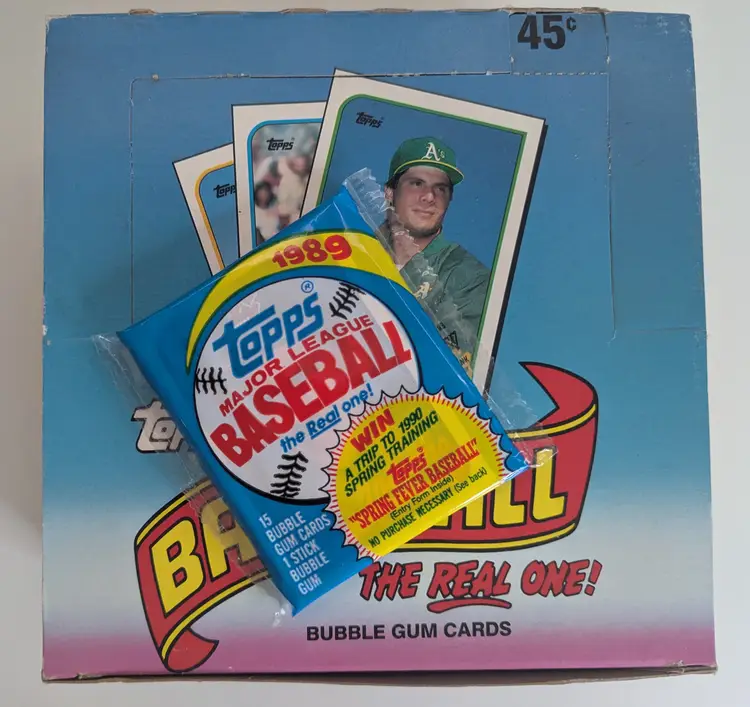 45¢
Topps
Topps
Topps
A's
1989
Topps®
MAJOR LEAGUE
BASEBALL
the Real one!
WIN
A TRIP TO 1990
SPRING TRAINING
Topps
"SPRING FEVER BASEBALL"
(Entry Form Inside)
NO PURCHASE NECESSARY (See back)
15
BUBBLE
GUM CARDS
1 STICK
BUBBLE
GUM
THE REAL ONE!
BUBBLE GUM CARDS